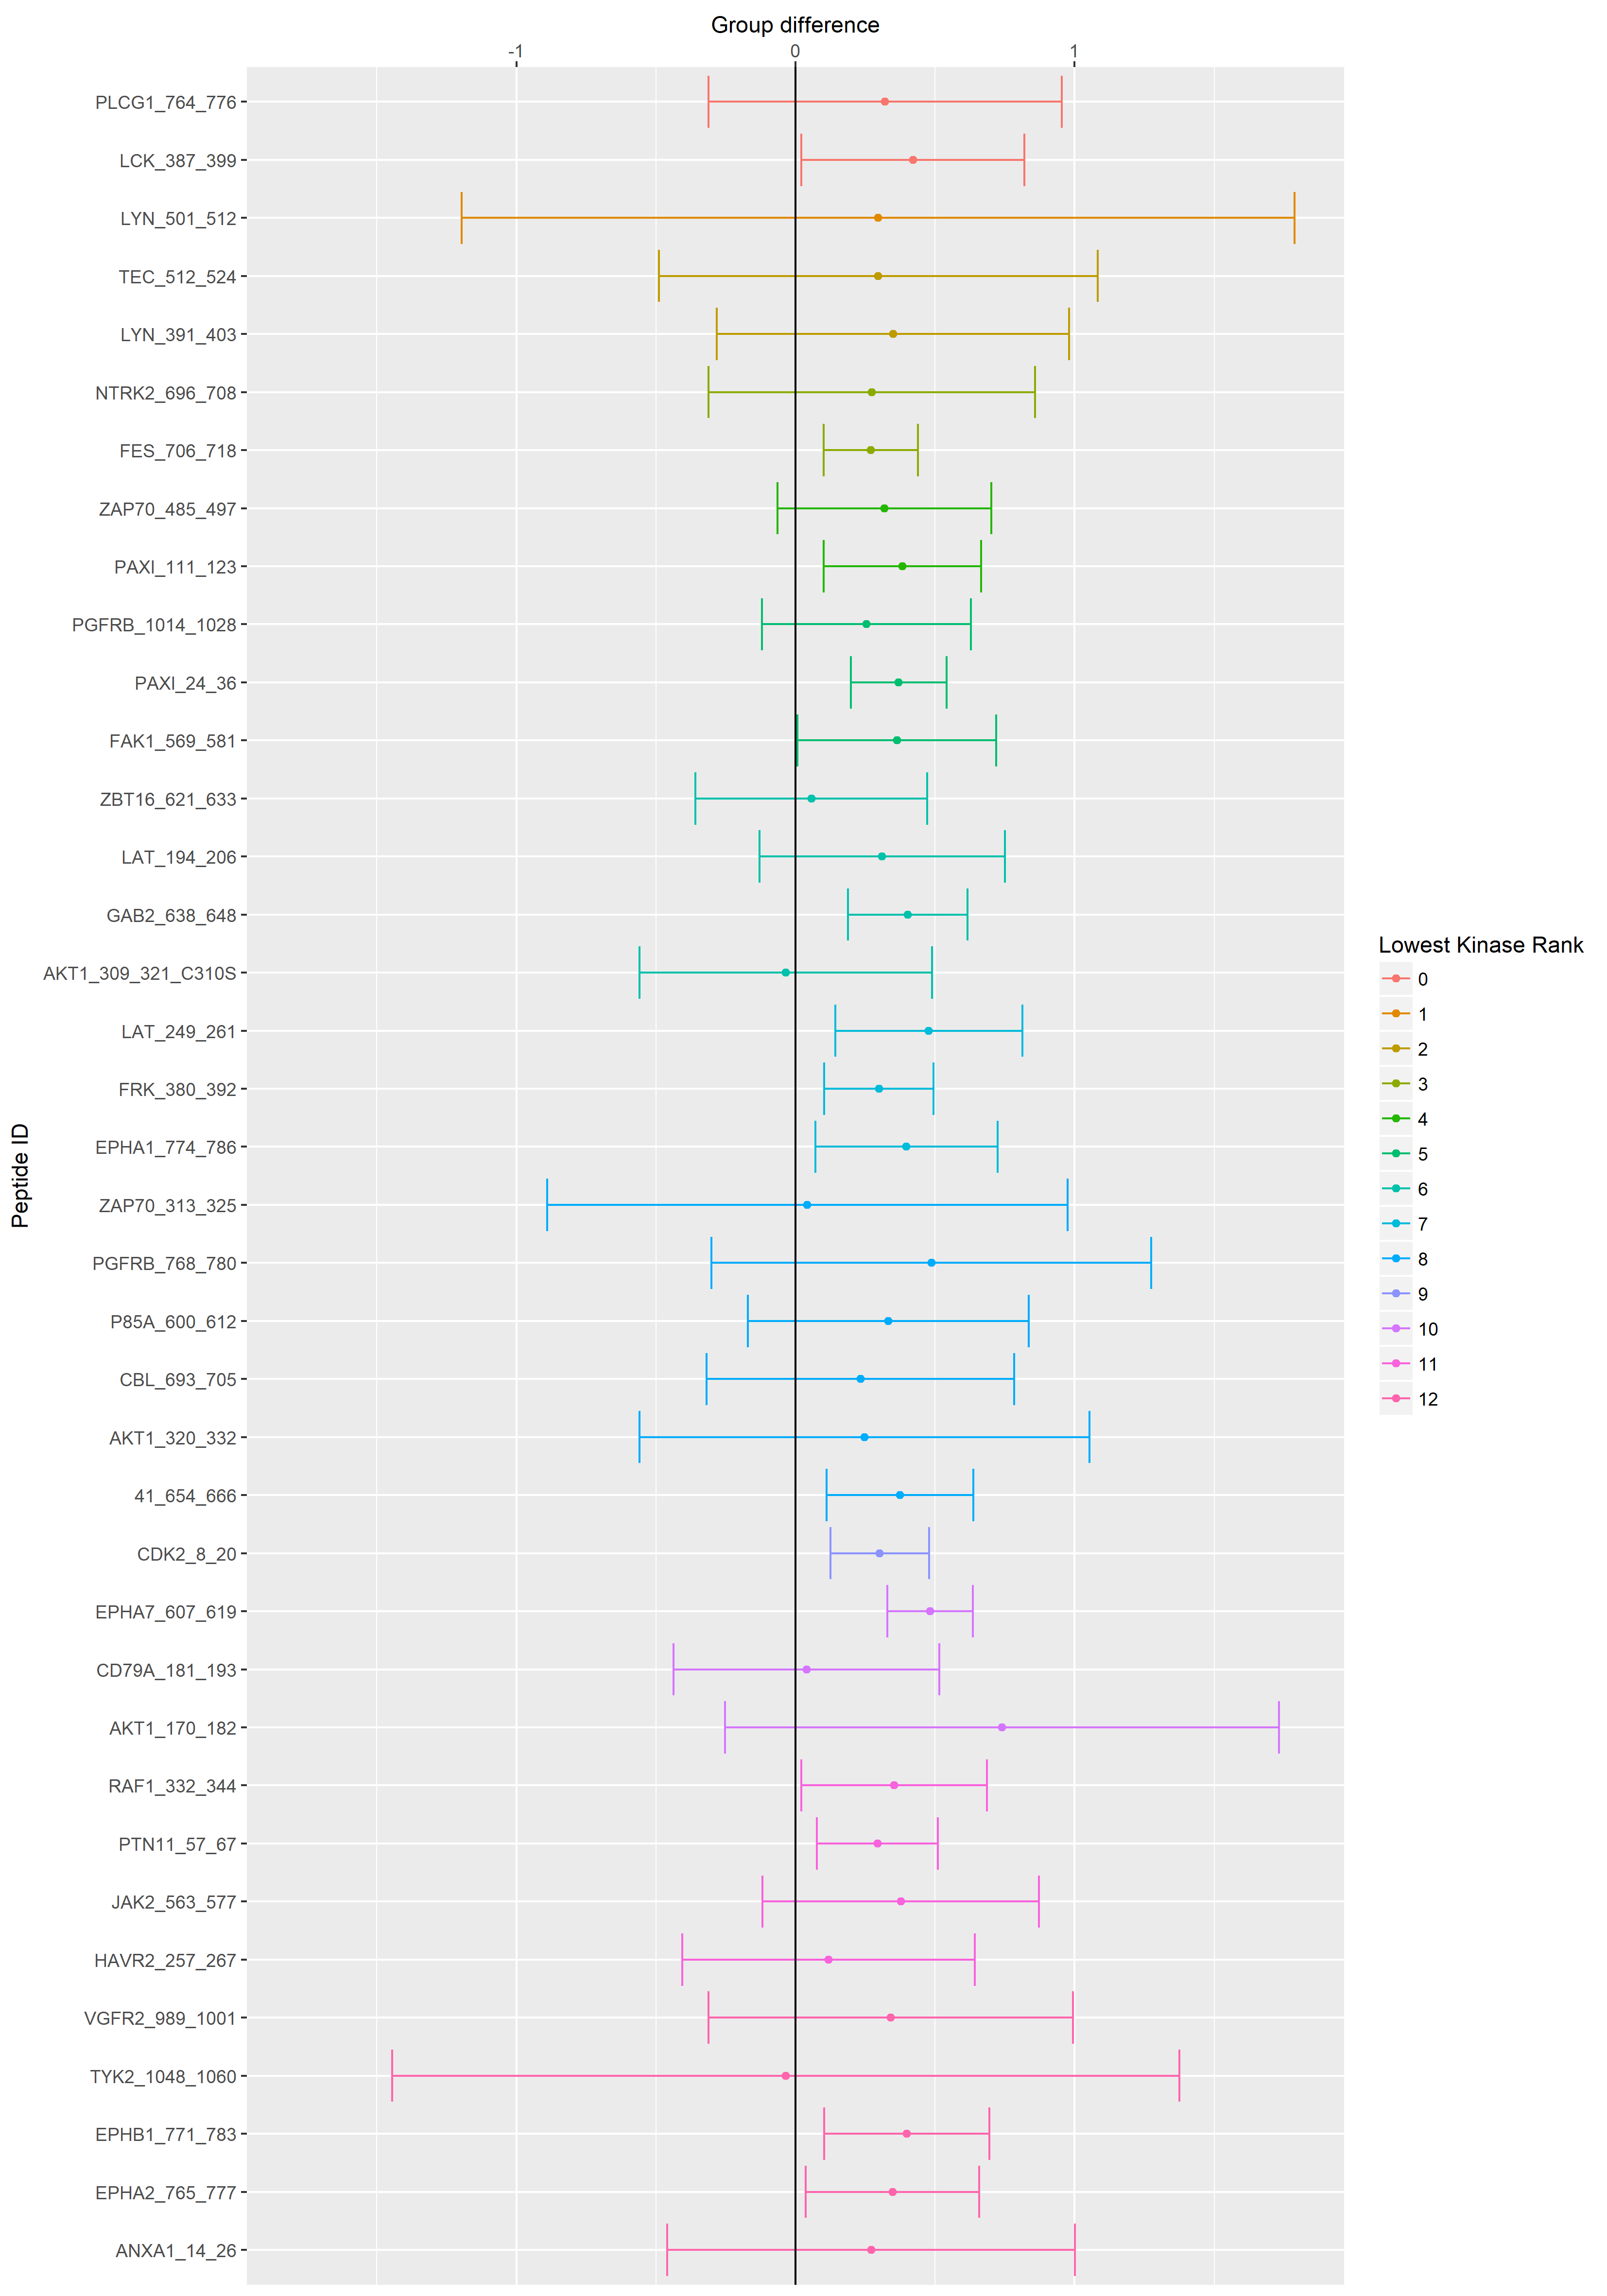 Group difference
-1 0 1
PLCG1_764_776
LCK_387_399
LYN_501_512
TEC_512_524
LYN_391_403
NTRK2_696_708
FES_706_718
ZAP70_485_497
PAXI_111_123
PGFRB_1014_1028
PAXI_24_36
FAK1_569_581
ZBT16_621_633
LAT_194_206
GAB2_638_648
AKT1_309_321_C310S
LAT_249_261
FRK_380_392
EPHA1_774_786
ZAP70_313_325
PGFRB_768_780
P85A_600_612
CBL_693_705
AKT1_320_332
41_654_666
CDK2_8_20
EPHA7_607_619
CD79A_181_193
AKT1_170_182
RAF1_332_344
PTN11_57_67
JAK2_563_577
HAVR2_257_267
VGFR2_989_1001
TYK2_1048_1060
EPHB1_771_783
EPHA2_765_777
ANXA1_14_26
Peptide ID
Lowest Kinase Rank
0
1
2
3
4
5
6
7
8
9
10
11
12